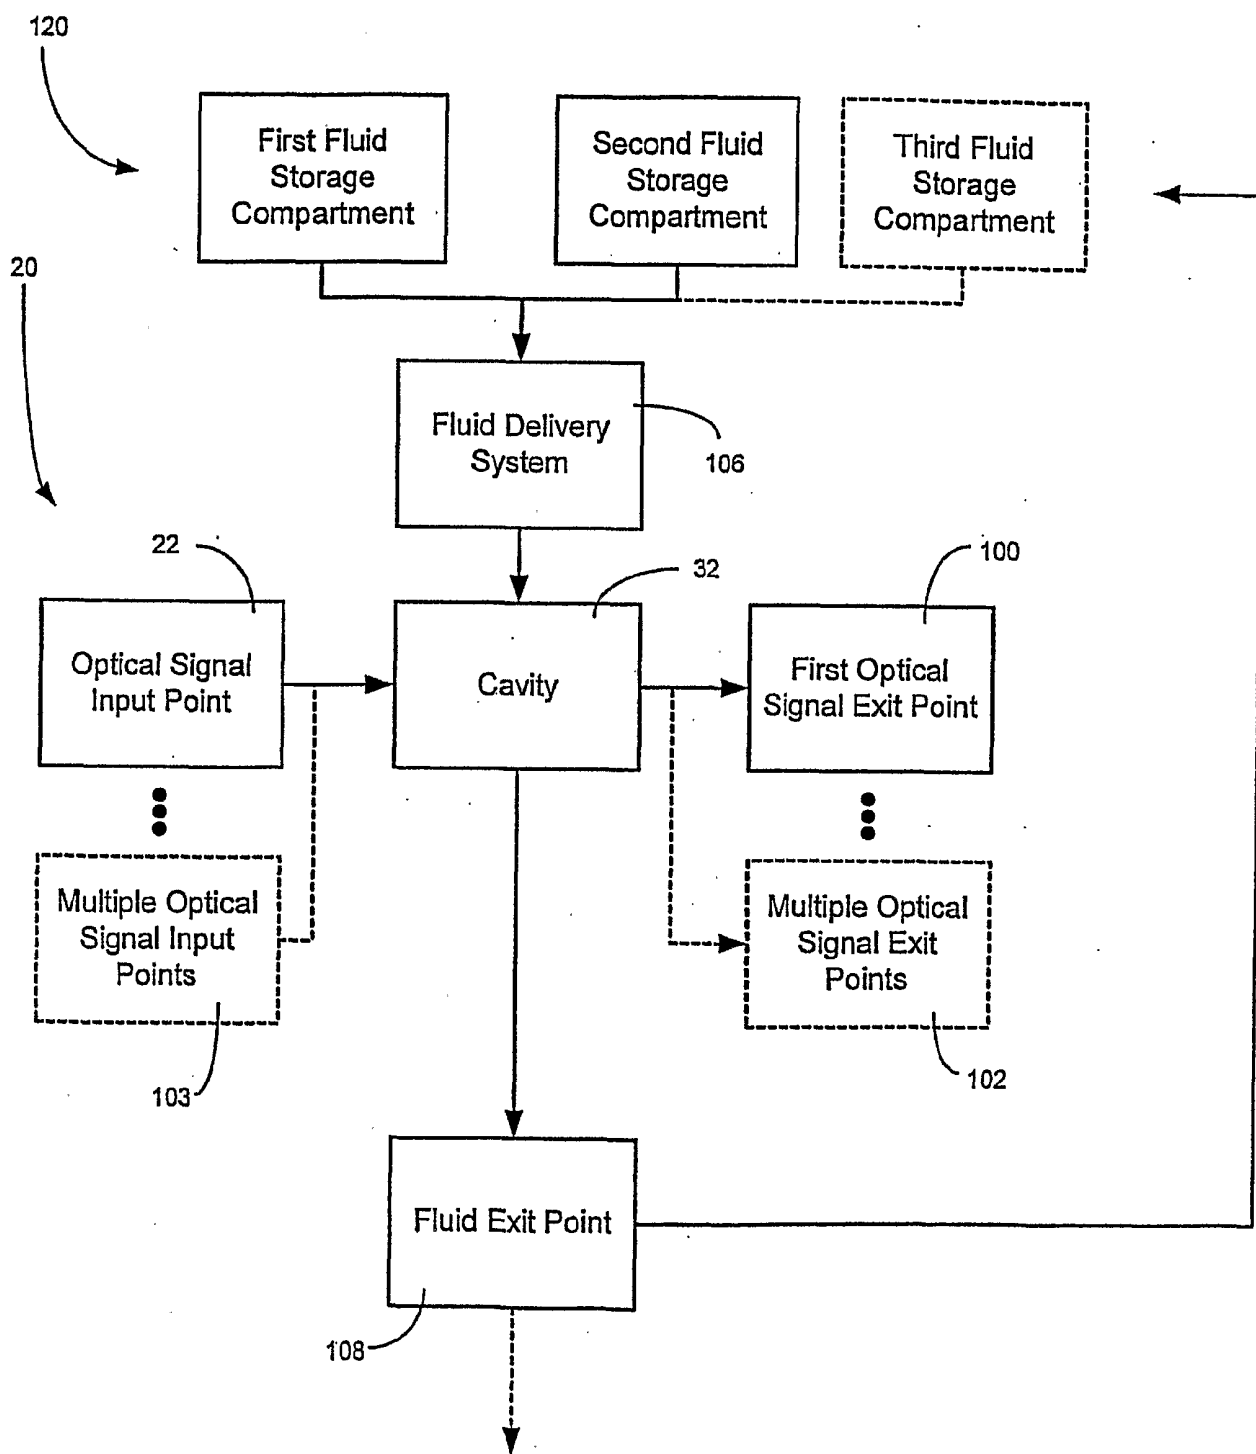 120
First Fluid
Storage
Compartment
Second Fluid
Storage
Compartment
Third Fluid
Storage
Compartment
20
Fluid Delivery
System
106
22
32
100
Optical Signal
Input Point
Cavity
First Optical
Signal Exit Point
Multiple Optical
Signal Input
Points
Multiple Optical
Signal Exit
Points
103
102
Fluid Exit Point
108